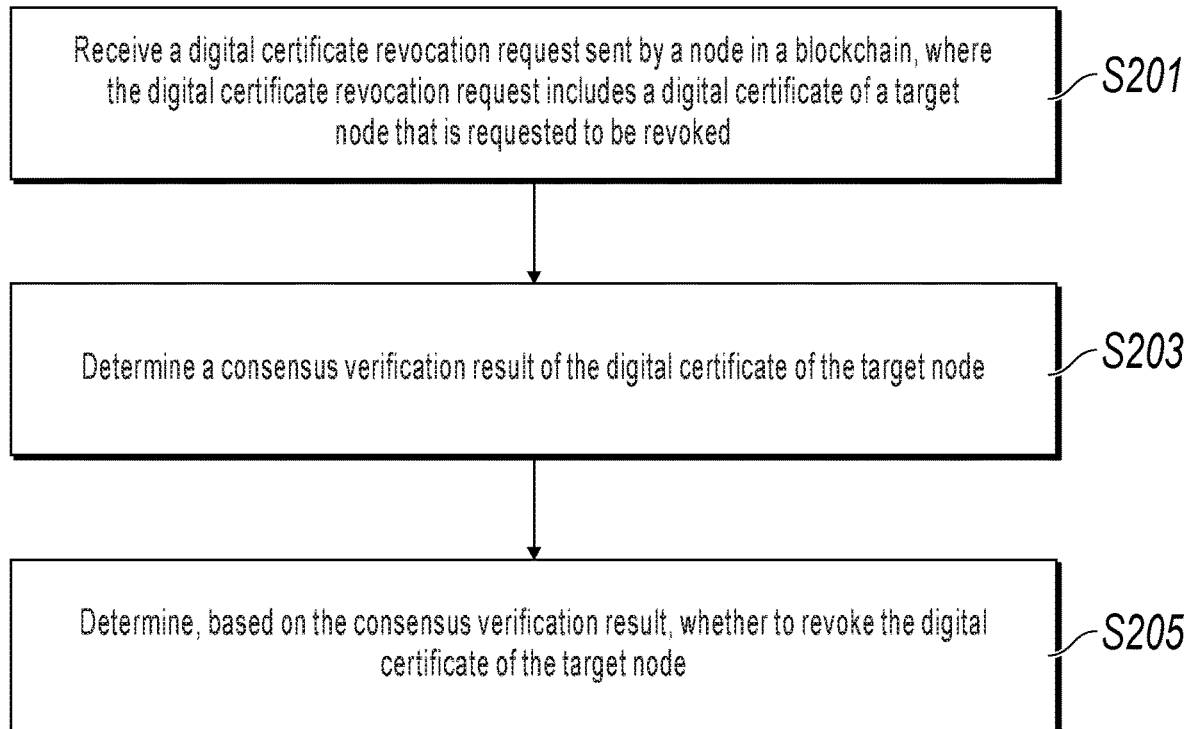 Receive a digital certificate revocation request sent by a node in a blockchain, where
the digital certificate revocation request includes a digital certificate of a target
node that is requested to be revoked
S201
Determine a consensus verification result of the digital certificate of the target node
S203
Determine, based on the consensus verification result, whether to revoke the digital
certificate of the target node
S205